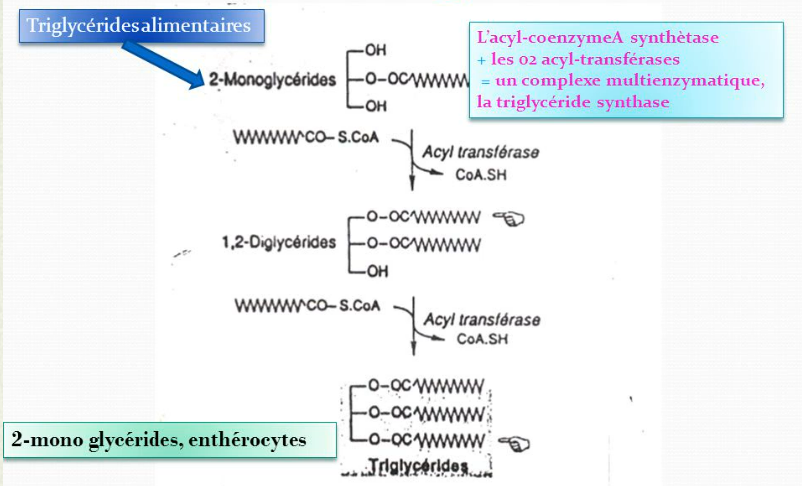 Triglycérides alimentaires
L'acyl-coenzymeA synthètase
+ les 02 acyl-transférases
= un complexe multienzymatique,
la triglycéride synthase
OH
2-Monoglycérides
O-OC
OH
CO-S.CoA
Acyl transférase
CoA.SH
O-OC
1,2-Diglycérides
O-OC
OH
CO-S.CoA
Acyl transférase
CoA.SH
O-OC
O-OC
O-OC
Triglycérides
2-mono glycérides, enthérocytes